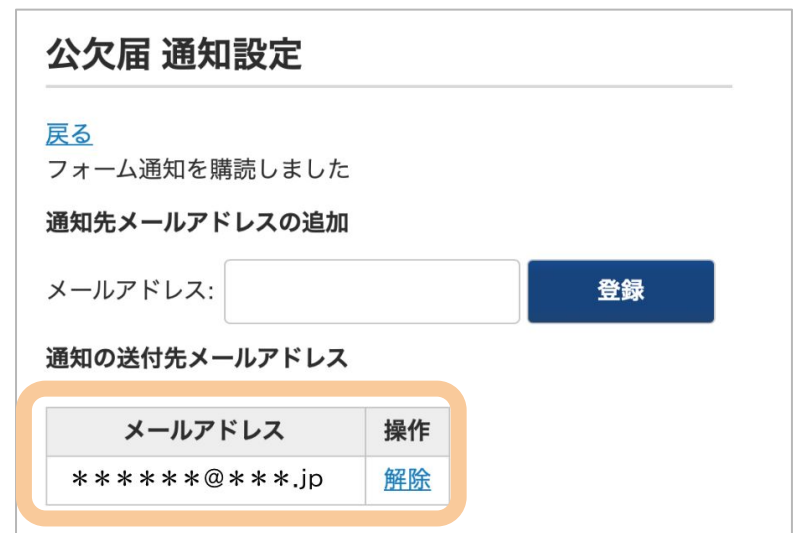 公欠届 通知設定
戻る
フォーム通知を購読しました
通知先メールアドレスの追加
メールアドレス: 登録
通知の送付先メールアドレス
メールアドレス 操作
＊＊＊＊＊＊@＊＊＊.jp 解除